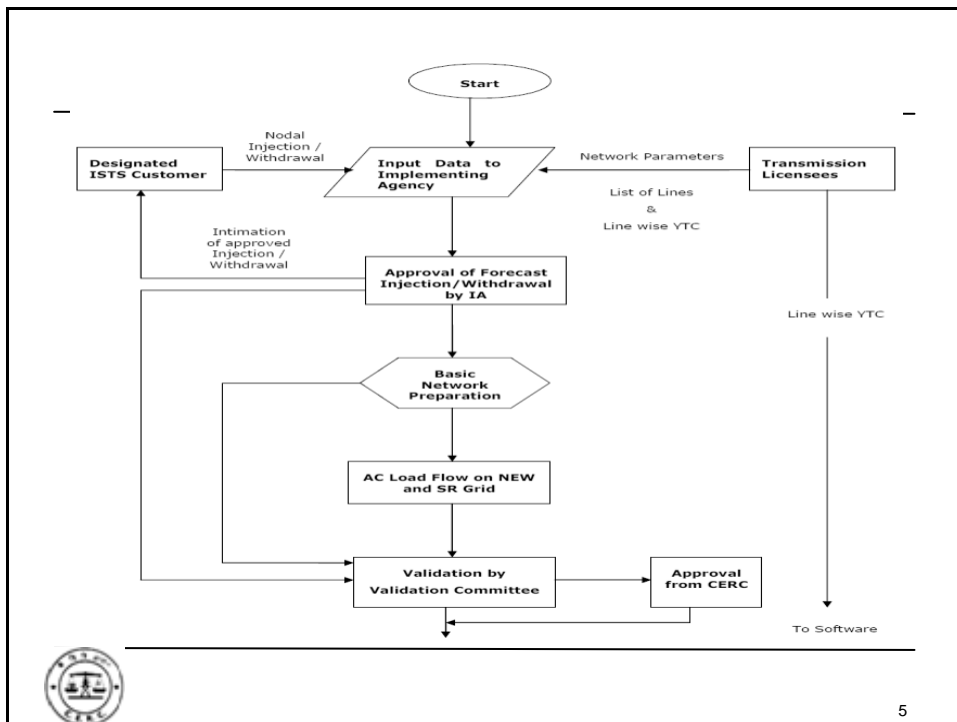 Start
Nodal
Injection /
Withdrawal
Designated
ISTS Customer
Input Data to
Implementing
Agency
Network Parameters
List of Lines
&
Line wise YTC
Transmission
Licensees
Intimation
of approved
Injection /
Withdrawal
Approval of Forecast
Injection/Withdrawal
by IA
Line wise YTC
Basic
Network
Preparation
AC Load Flow on NEW
and SR Grid
Validation by
Validation Committee
Approval
from CERC
To Software
C.E.R.C
5